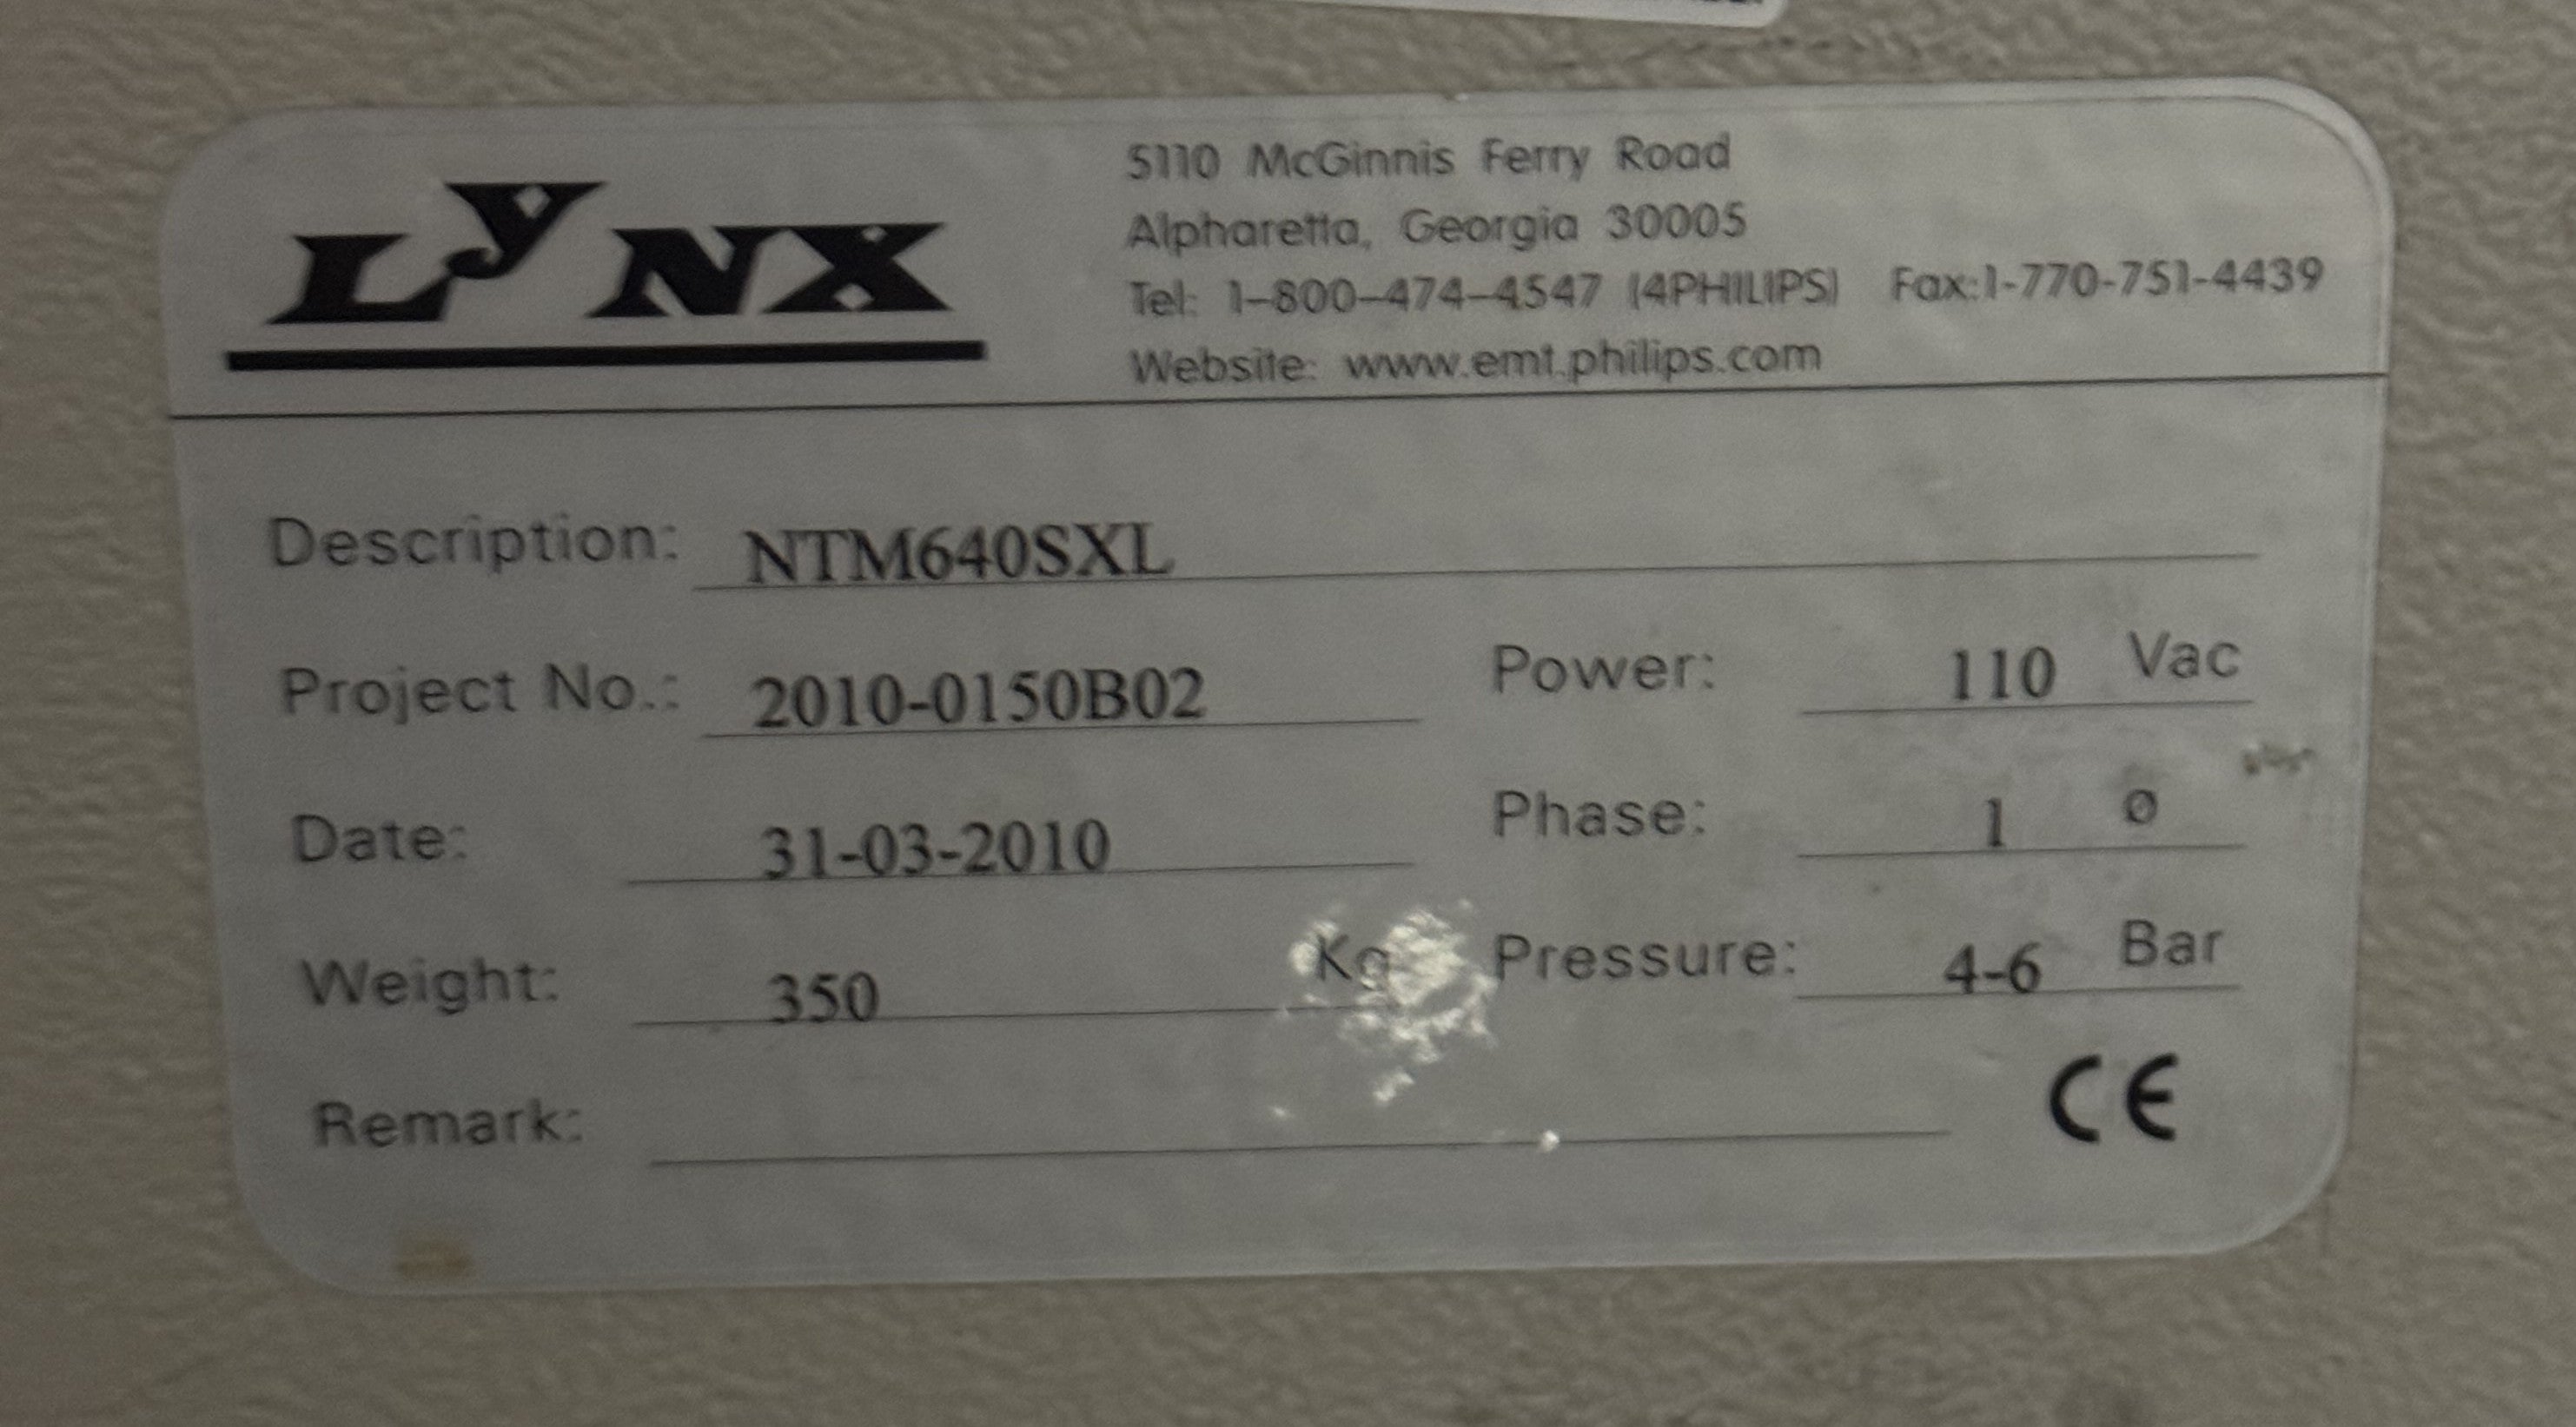 LyNX
5110 McGinnis Ferry Road
Alpharetta, Georgia 30005
Tel: 1-800-474-4547 (4PHILIPS) Fax:1-770-751-4439
Website: www.emt.philips.com
Description: NTM640SXL
Project No.: 2010-0150B02 Power: 110 Vac
Date: 31-03-2010 Phase: 1 ø
Weight: 350 Kg Pressure: 4-6 Bar
Remark: CE